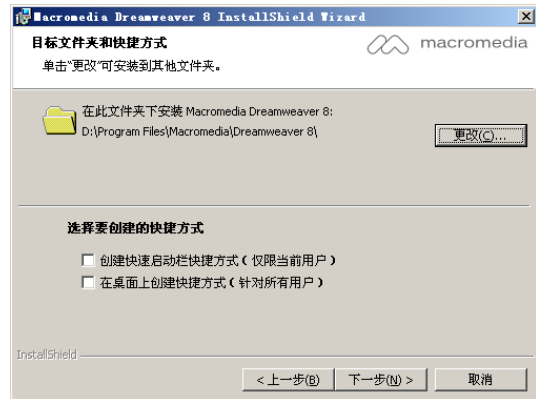 Macromedia Dreamweaver 8 InstallShield Wizard
目标文件夹和快捷方式
macromedia
单击"更改"可安装到其他文件夹。
在此文件夹下安装 Macromedia Dreamweaver 8:
D:\Program Files\Macromedia\Dreamweaver 8\
更改(C)...
选择要创建的快捷方式
创建快速启动栏快捷方式(仅限当前用户)
在桌面上创建快捷方式(针对所有用户)
InstallShield
<上一步(B) 下一步(N)> 取消